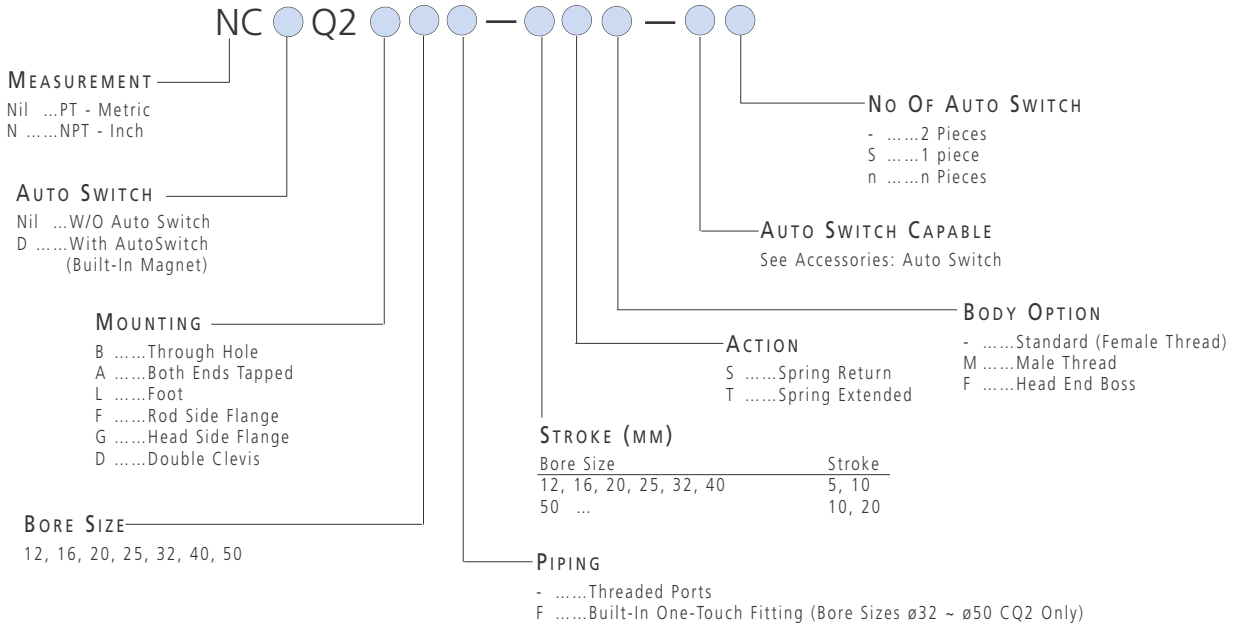 NC Q2 – –
MEASUREMENT
Nil ...PT - Metric
N ......NPT - Inch
AUTO SWITCH
Nil ...W/O Auto Switch
D ......With AutoSwitch
(Built-In Magnet)
MOUNTING
B ......Through Hole
A ......Both Ends Tapped
L ......Foot
F ......Rod Side Flange
G ......Head Side Flange
D ......Double Clevis
BORE SIZE
12, 16, 20, 25, 32, 40, 50
PIPING
- ......Threaded Ports
F ......Built-In One-Touch Fitting (Bore Sizes ø32 ~ ø50 CQ2 Only)
STROKE (MM)
Bore Size Stroke
12, 16, 20, 25, 32, 40 5, 10
50 ... 10, 20
ACTION
S ......Spring Return
T ......Spring Extended
BODY OPTION
- ......Standard (Female Thread)
M ......Male Thread
F ......Head End Boss
AUTO SWITCH CAPABLE
See Accessories: Auto Switch
NO OF AUTO SWITCH
- ......2 Pieces
S ......1 piece
n ......n Pieces